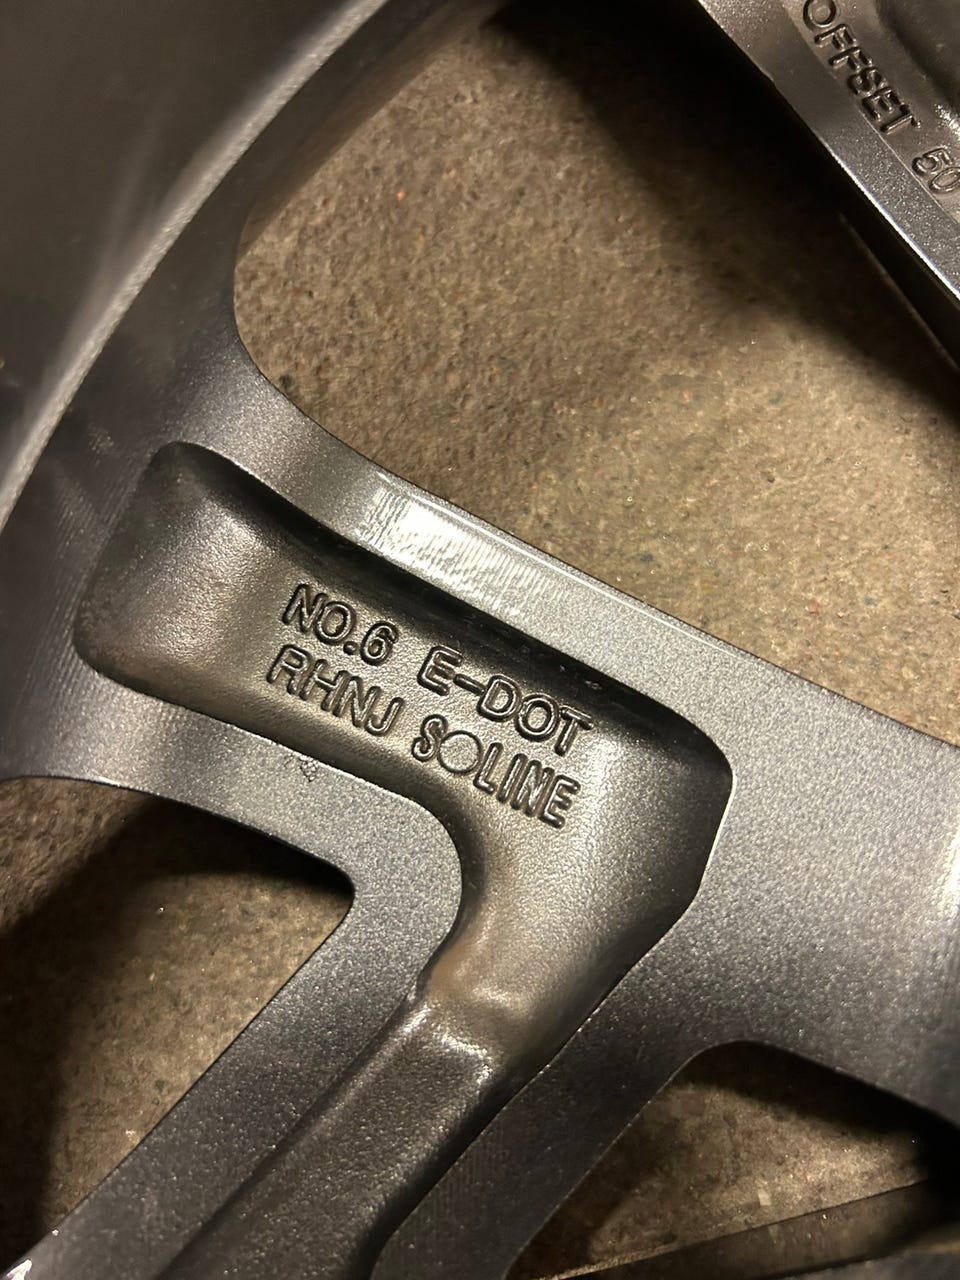 OFFSET 50
NO.6 E-DOT
RHNJ SOLINE